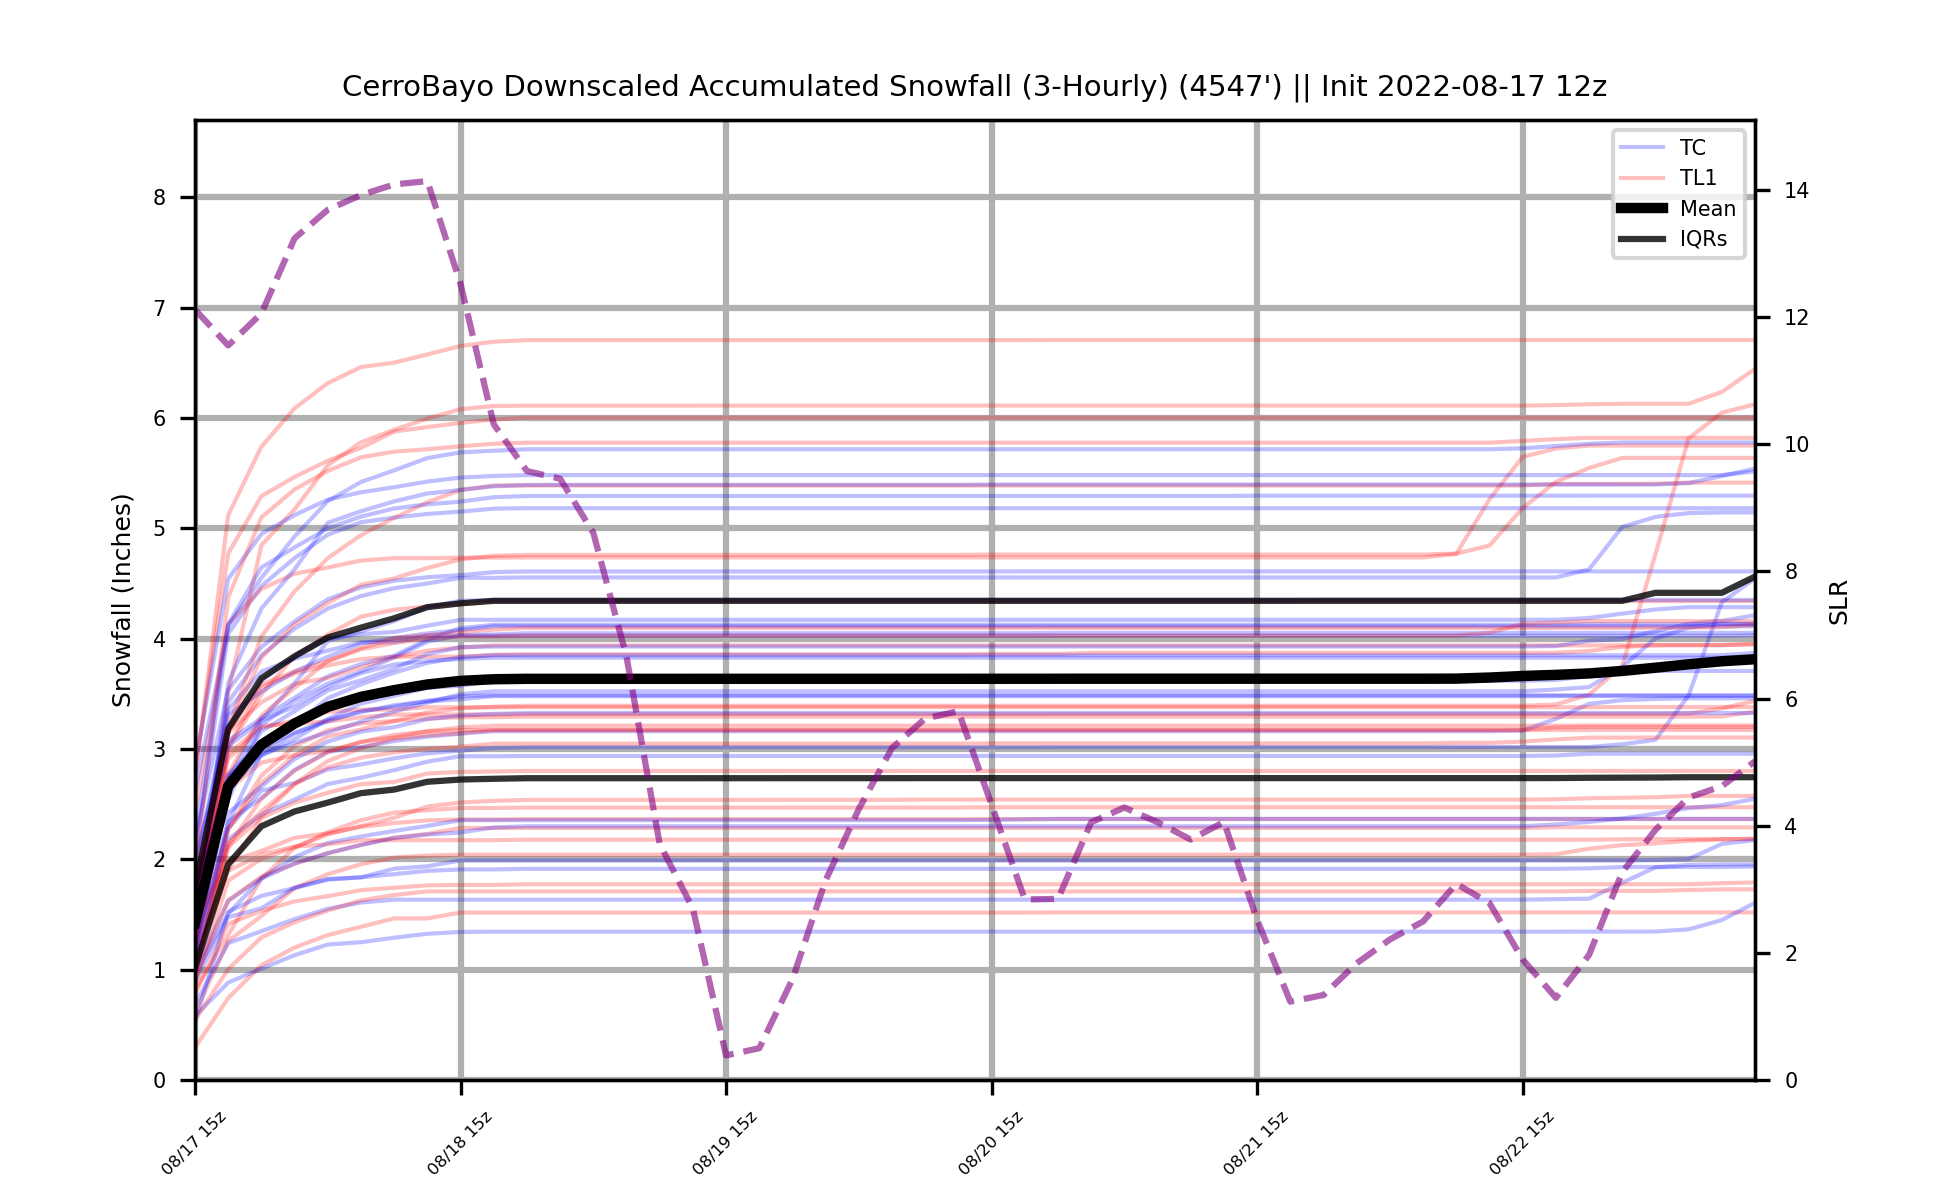 CerroBayo Downscaled Accumulated Snowfall (3-Hourly) (4547') || Init 2022-08-17 12z
TC
TL1
Mean
IQRs
Snowfall (Inches)
8
7
6
5
4
3
2
1
0
14
12
10
8
6
4
2
0
SLR
08/17 15z
08/18 15z
08/19 15z
08/20 15z
08/21 15z
08/22 15z